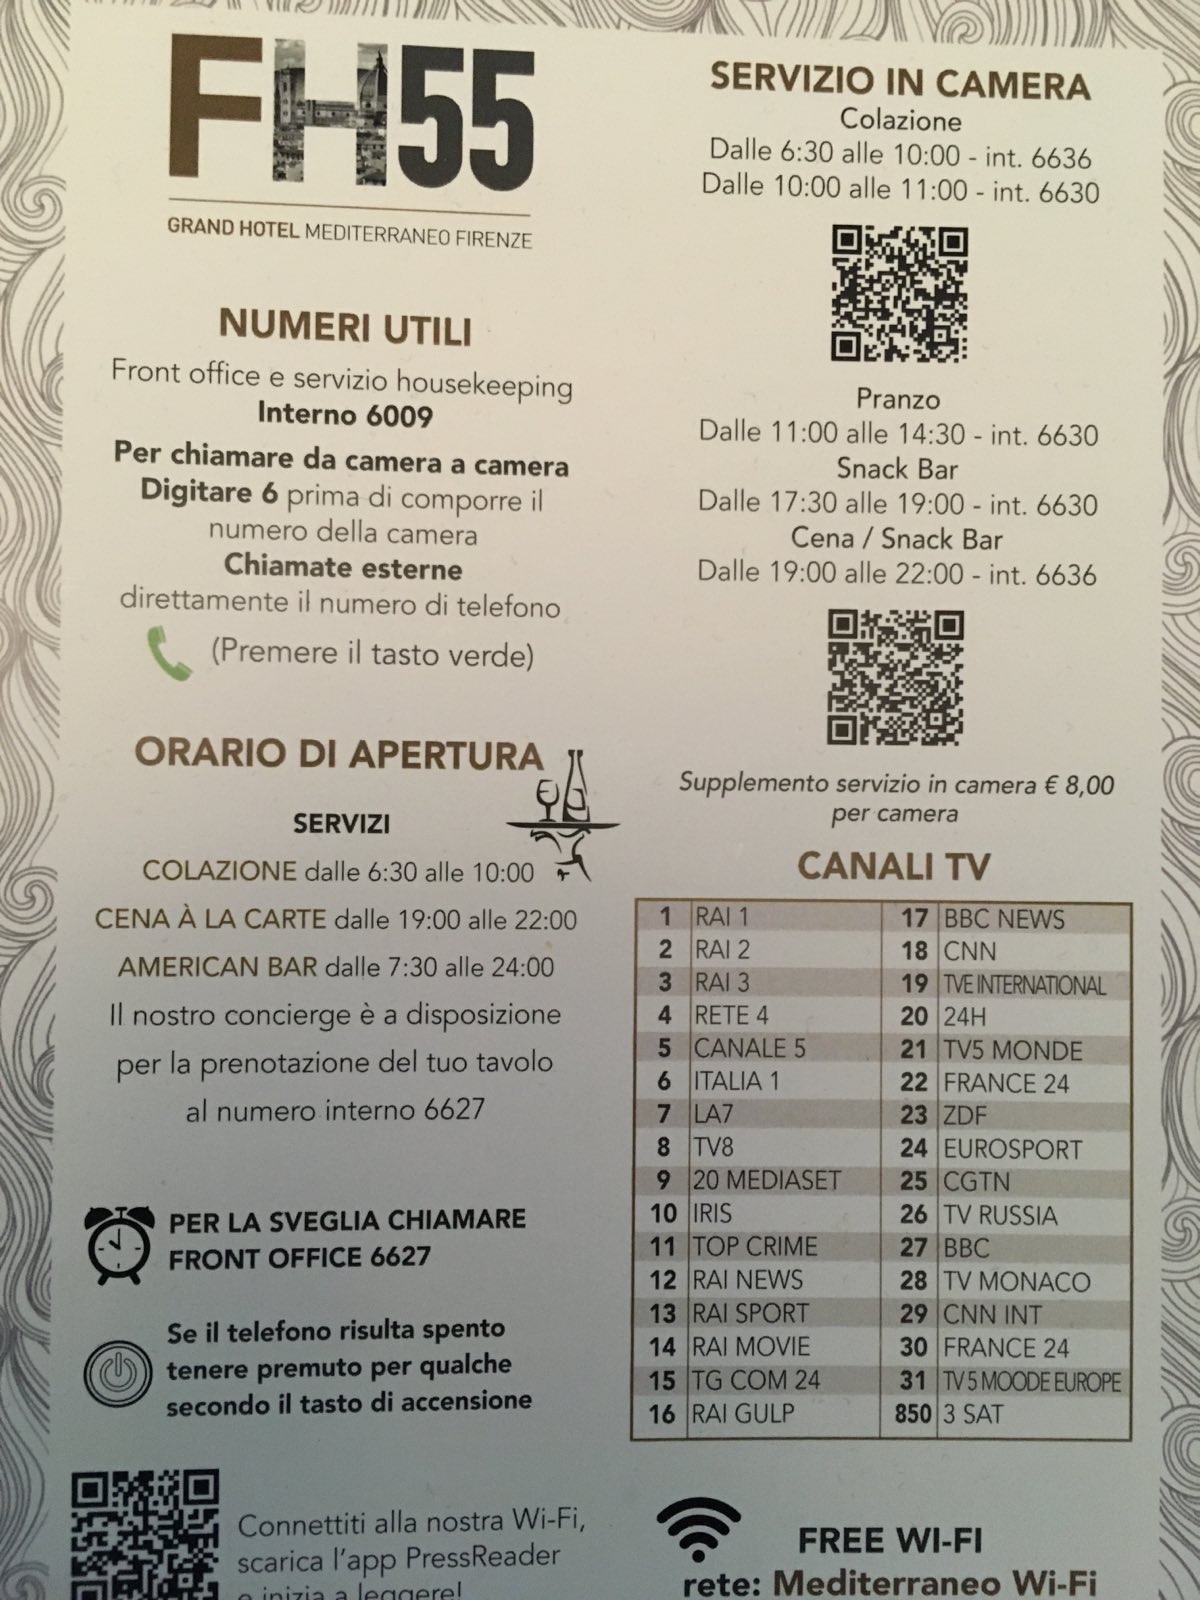 FH55
GRAND HOTEL MEDITERRANEO FIRENZE
NUMERI UTILI
Front office e servizio housekeeping
Interno 6009
Per chiamare da camera a camera
Digitare 6 prima di comporre il
numero della camera
Chiamate esterne
direttamente il numero di telefono
(Premere il tasto verde)
ORARIO DI APERTURA
SERVIZI
COLAZIONE dalle 6:30 alle 10:00
CENA À LA CARTE dalle 19:00 alle 22:00
AMERICAN BAR dalle 7:30 alle 24:00
Il nostro concierge è a disposizione
per la prenotazione del tuo tavolo
al numero interno 6627
PER LA SVEGLIA CHIAMARE
FRONT OFFICE 6627
Se il telefono risulta spento
tenere premuto per qualche
secondo il tasto di accensione
Connettiti alla nostra Wi-Fi,
scarica l'app PressReader
e inizia a leggere!
SERVIZIO IN CAMERA
Colazione
Dalle 6:30 alle 10:00 - int. 6636
Dalle 10:00 alle 11:00 - int. 6630
Pranzo
Dalle 11:00 alle 14:30 - int. 6630
Snack Bar
Dalle 17:30 alle 19:00 - int. 6630
Cena / Snack Bar
Dalle 19:00 alle 22:00 - int. 6636
Supplemento servizio in camera € 8,00
per camera
CANALI TV
1 RAI 1 17 BBC NEWS
2 RAI 2 18 CNN
3 RAI 3 19 TVE INTERNATIONAL
4 RETE 4 20 24H
5 CANALE 5 21 TV5 MONDE
6 ITALIA 1 22 FRANCE 24
7 LA7 23 ZDF
8 TV8 24 EUROSPORT
9 20 MEDIASET 25 CGTN
10 IRIS 26 TV RUSSIA
11 TOP CRIME 27 BBC
12 RAI NEWS 28 TV MONACO
13 RAI SPORT 29 CNN INT
14 RAI MOVIE 30 FRANCE 24
15 TG COM 24 31 TV 5 MOODE EUROPE
16 RAI GULP 850 3 SAT
FREE WI-FI
rete: Mediterraneo Wi-Fi